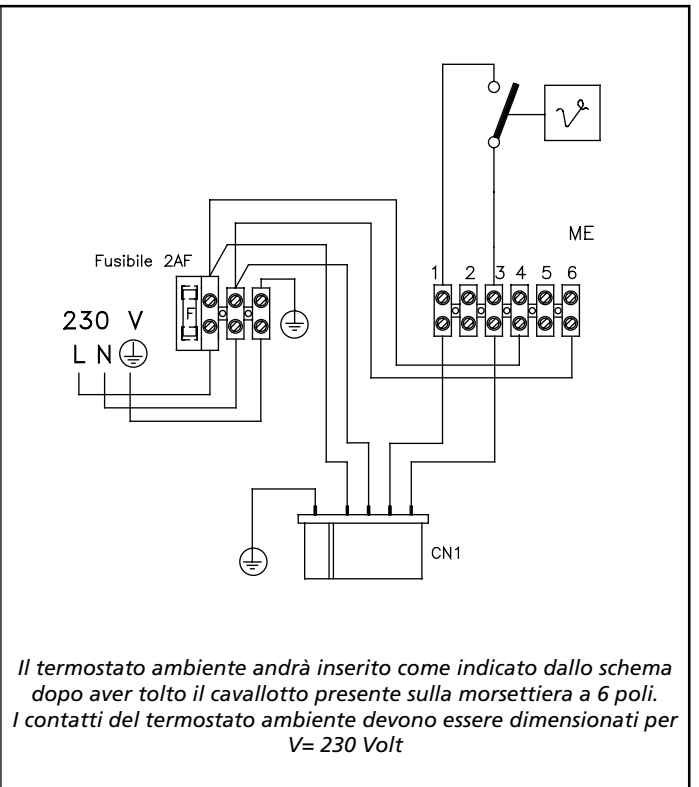 ME
1 2 3 4 5 6
Fusibile 2AF
F
230 V
L N
CN1
Il termostato ambiente andrà inserito come indicato dallo schema
dopo aver tolto il cavallotto presente sulla morsettiera a 6 poli.
I contatti del termostato ambiente devono essere dimensionati per
V= 230 Volt